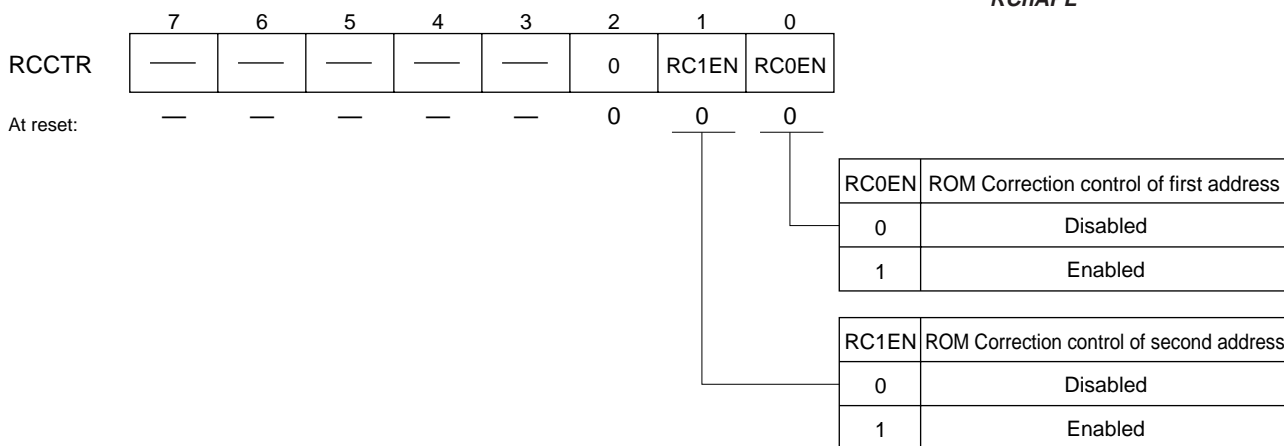 7 6 5 4 3 2 1 0
RCCTR — — — — — 0 RC1EN RC0EN
At reset: — — — — — 0 0 0
RC0EN ROM Correction control of first address
0 Disabled
1 Enabled
RC1EN ROM Correction control of second address
0 Disabled
1 Enabled